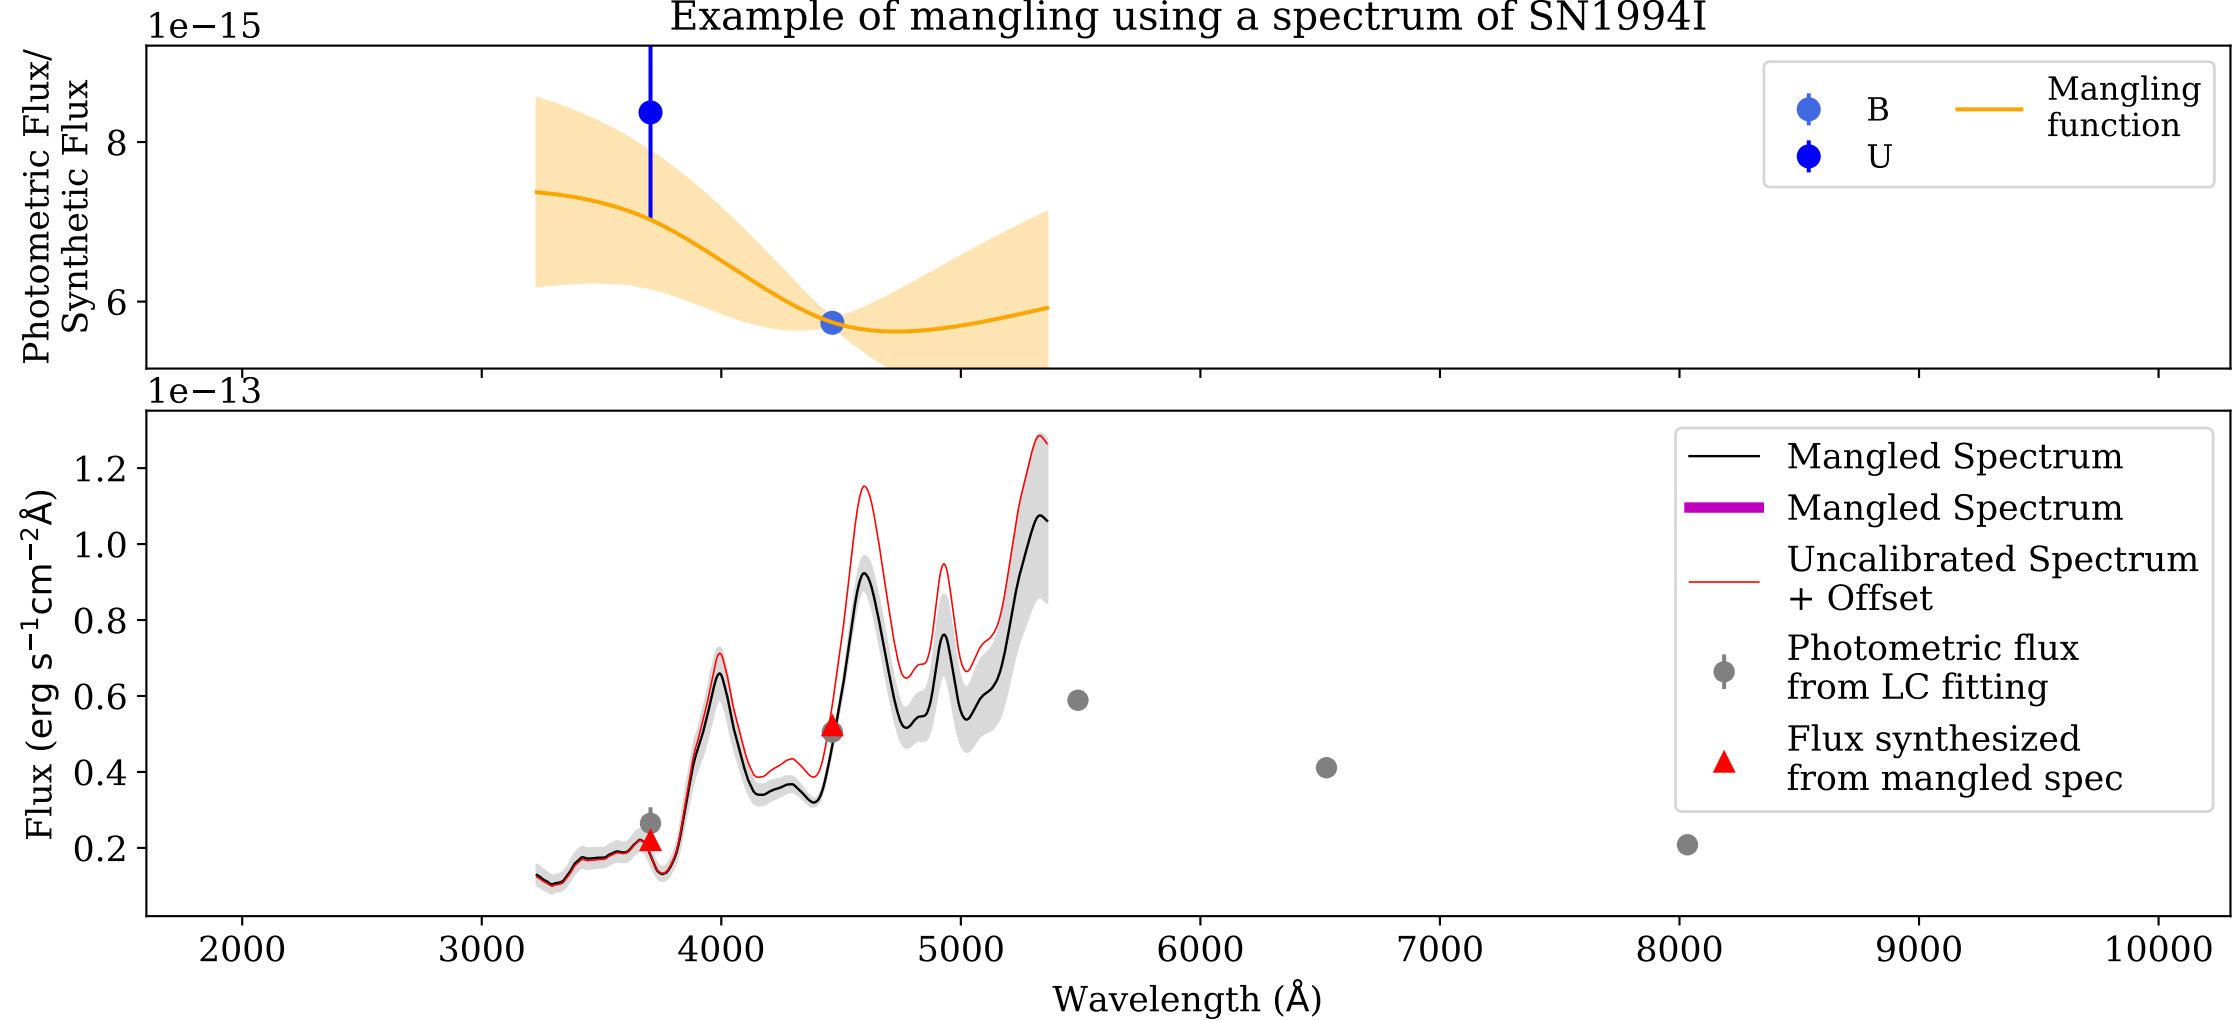 Example of mangling using a spectrum of SN1994I
1e−15
Photometric Flux/
Synthetic Flux
8
6
B
U
Mangling
function
1e−13
Flux (erg s⁻¹cm⁻²Å)
1.2
1.0
0.8
0.6
0.4
0.2
Mangled Spectrum
Mangled Spectrum
Uncalibrated Spectrum
+ Offset
Photometric flux
from LC fitting
Flux synthesized
from mangled spec
2000 3000 4000 5000 6000 7000 8000 9000 10000
Wavelength (Å)